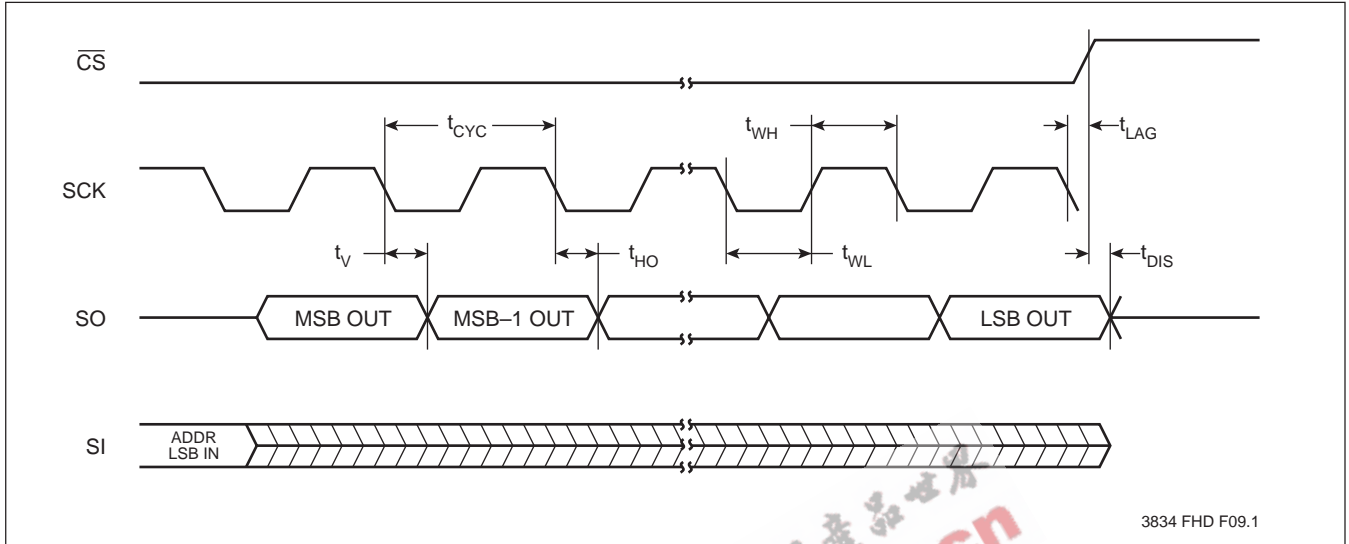 CS
tCYC
tWH
tLAG
SCK
tV
tHO
tWL
tDIS
SO
MSB OUT
MSB–1 OUT
LSB OUT
SI
ADDR
LSB IN
3834 FHD F09.1